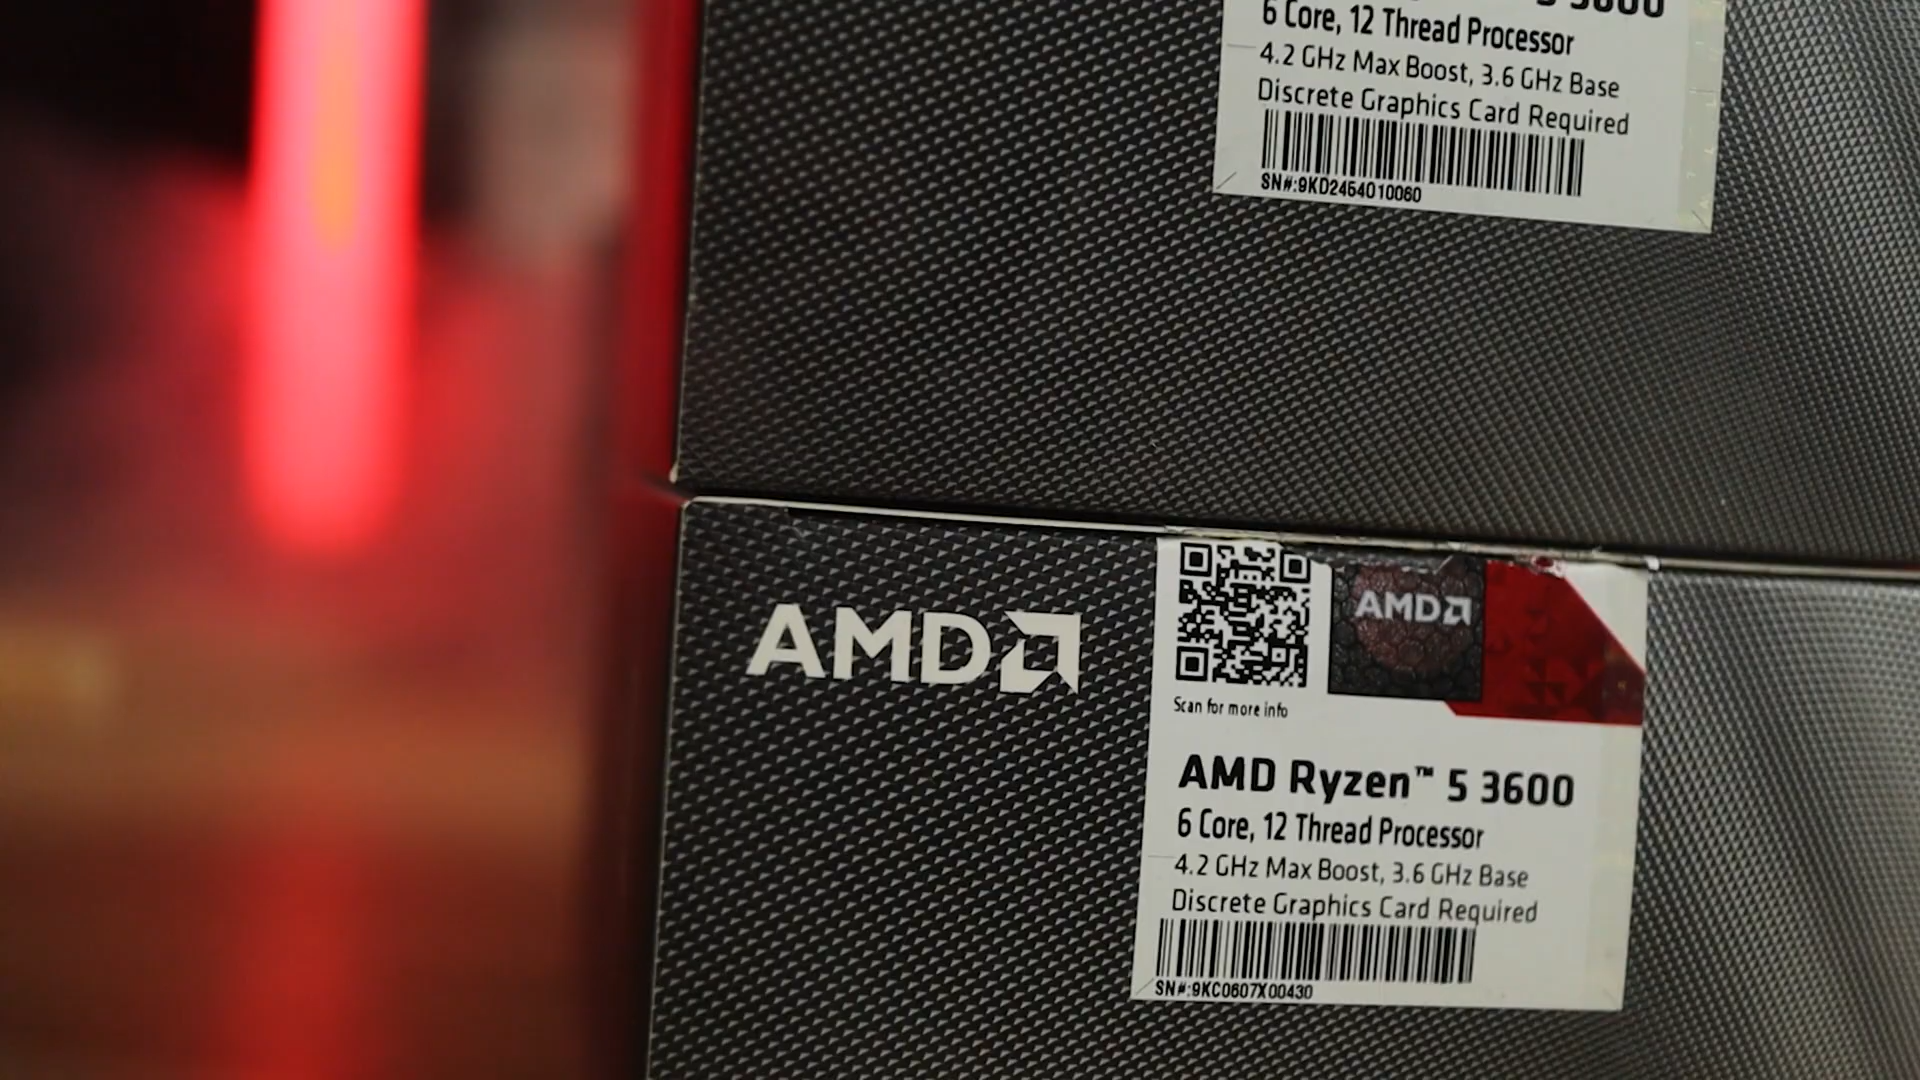 6 Core, 12 Thread Processor
4.2 GHz Max Boost, 3.6 GHz Base
Discrete Graphics Card Required
SN#:9KD2454010060
AMD
AMD
Scan for more info
AMD Ryzen™ 5 3600
6 Core, 12 Thread Processor
4.2 GHz Max Boost, 3.6 GHz Base
Discrete Graphics Card Required
SN#:9KC0607X00430